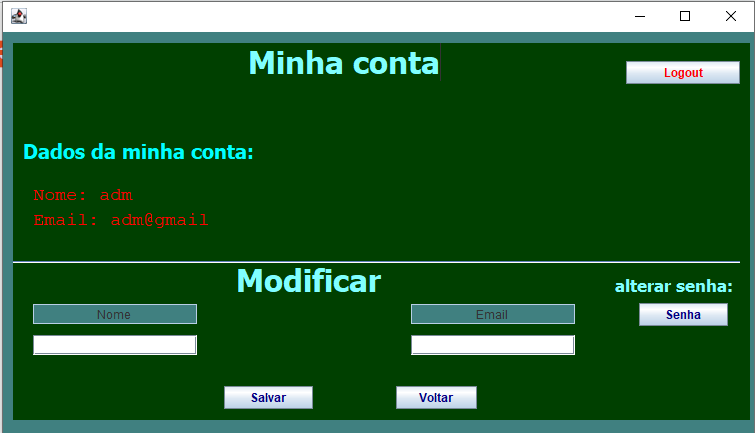 Minha conta
Logout
Dados da minha conta:
Nome: adm
Email: adm@gmail
Modificar
alterar senha:
Nome
Email
Senha
Salvar
Voltar